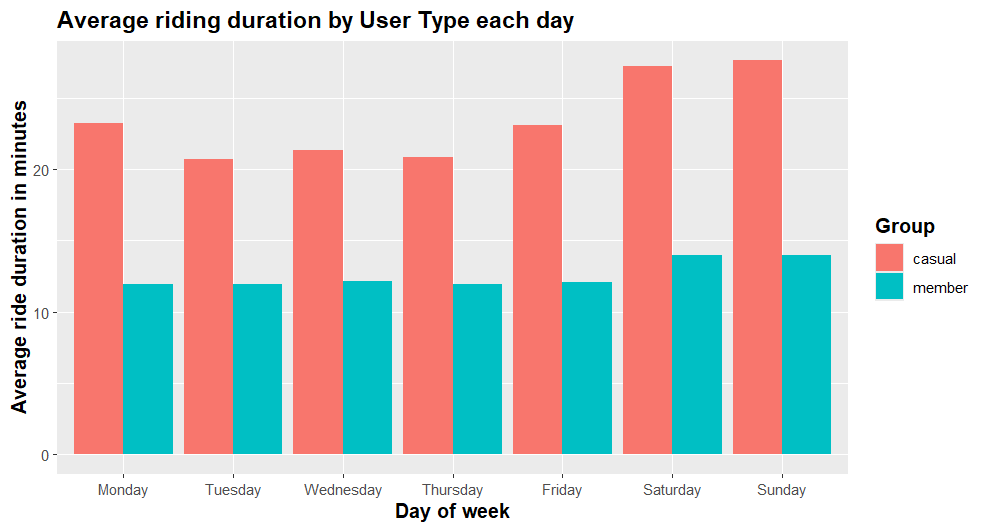 Average riding duration by User Type each day
Average ride duration in minutes
20
10
0
Monday Tuesday Wednesday Thursday Friday Saturday Sunday
Day of week
Group
casual
member